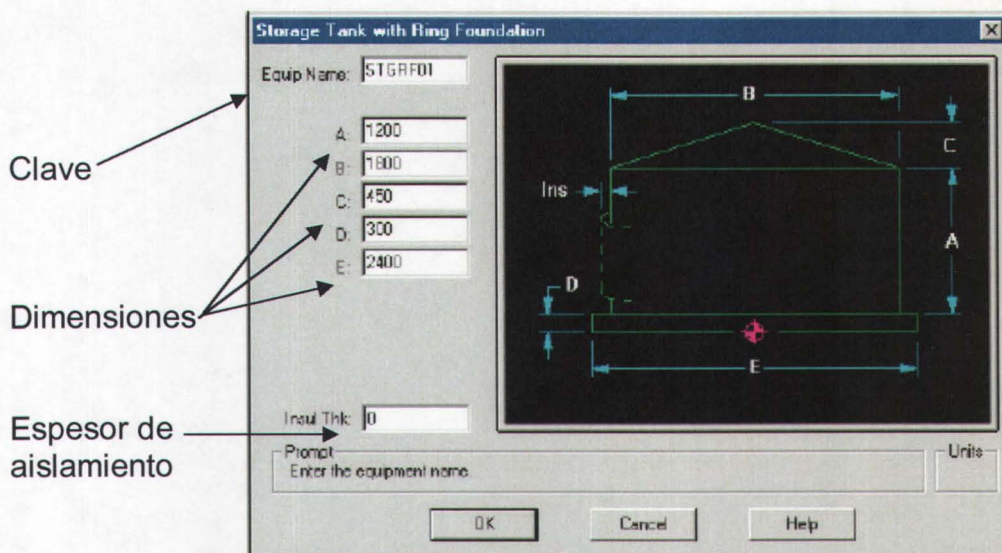 Storage Tank with Ring Foundation
Equip Name: STGRF01
A: 1200
B: 1800
C: 450
D: 300
E: 2400
Insul Thk: 0
Clave
Dimensiones
Espesor de
aislamiento
B
C
Ins
A
D
E
Prompt
Enter the equipment name.
Units
OK
Cancel
Help